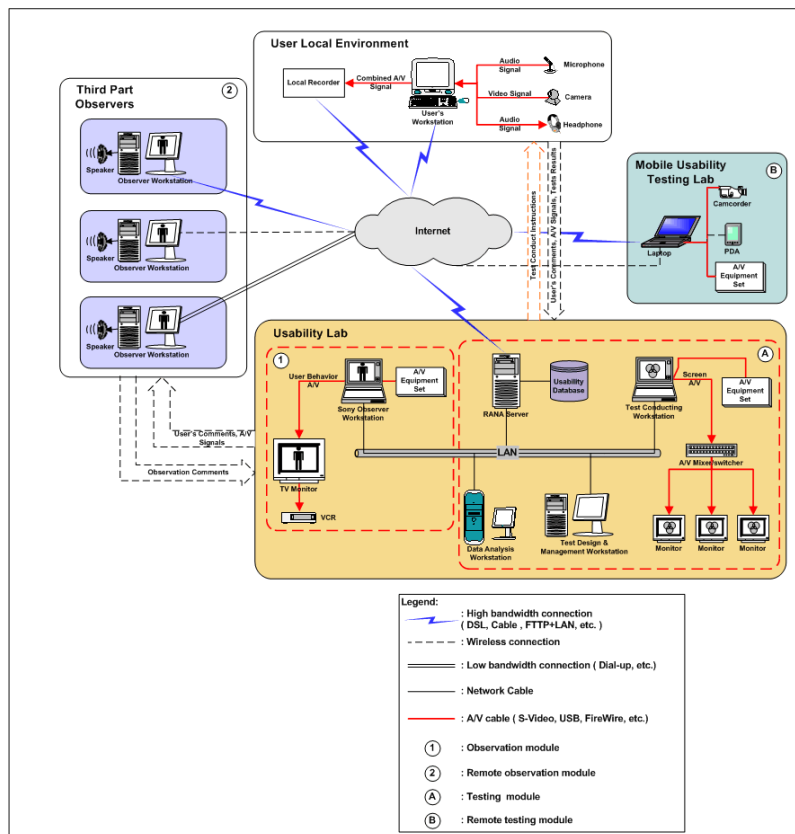 User Local Environment
Local Recorder
Combined A/V
Signal
User's
Workstation
Audio
Signal
Microphone
Video Signal
Camera
Audio
Signal
Headphone
Third Part
Observers
2
Speaker
Observer Workstation
Speaker
Observer Workstation
Speaker
Observer Workstation
Internet
Mobile Usability
Testing Lab
B
Camcorder
Laptop
PDA
A/V
Equipment
Set
Test Conduct Instructions
User's Comments, A/V Signals, Tests Results
User's Comments, A/V
Signals
Observation Comments
Usability Lab
1
User Behavior
A/V
Sony Observer
Workstation
A/V
Equipment
Set
TV Monitor
VCR
A
RANA Server
Usability
Database
Test Conducting
Workstation
Screen
A/V
A/V
Equipment
Set
LAN
A/V Mixer/switcher
Data Analysis
Workstation
Test Design &
Management Workstation
Monitor
Monitor
Monitor
Legend:
: High bandwidth connection
( DSL, Cable , FTTP+LAN, etc. )
: Wireless connection
: Low bandwidth connection ( Dial-up, etc.)
: Network Cable
: A/V cable ( S-Video, USB, FireWire, etc.)
1 : Observation module
2 : Remote observation module
A : Testing module
B : Remote testing module